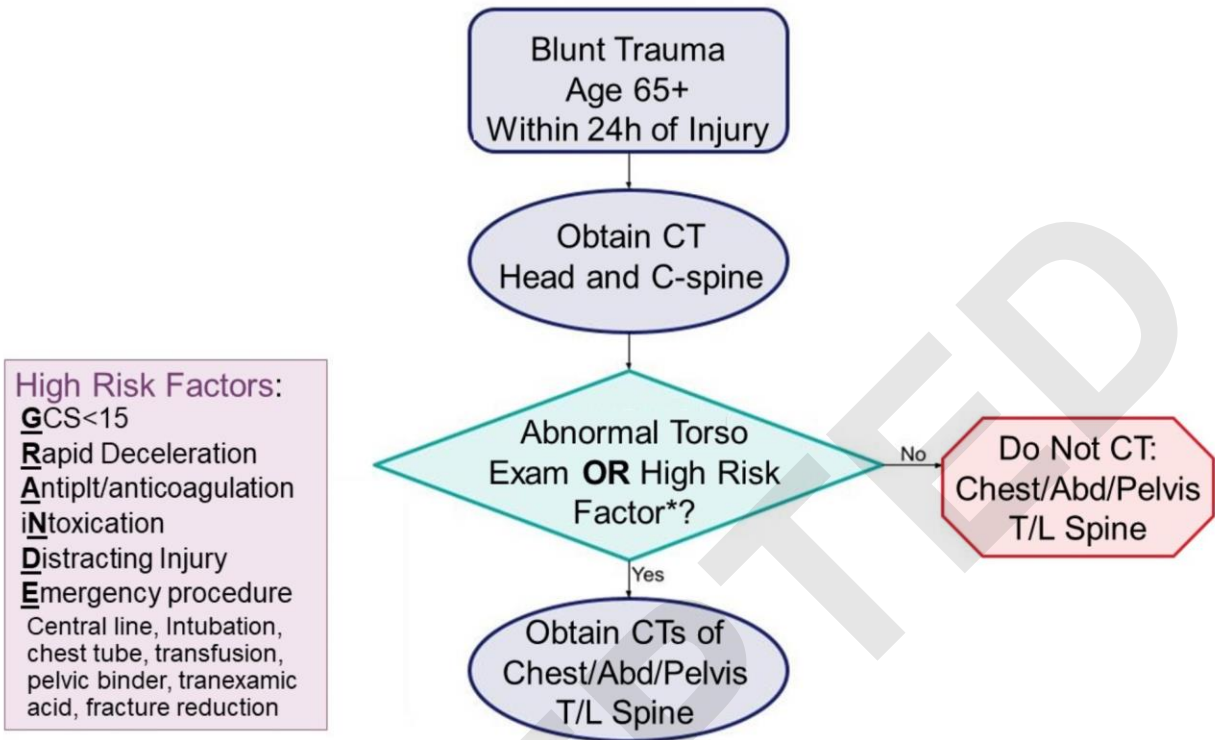 Blunt Trauma
Age 65+
Within 24h of Injury
Obtain CT
Head and C-spine
High Risk Factors:
GCS<15
Rapid Deceleration
Antiplt/anticoagulation
iNtoxication
Distracting Injury
Emergency procedure
Central line, Intubation,
chest tube, transfusion,
pelvic binder, tranexamic
acid, fracture reduction
Abnormal Torso
Exam OR High Risk
Factor*?
No
Do Not CT:
Chest/Abd/Pelvis
T/L Spine
Yes
Obtain CTs of
Chest/Abd/Pelvis
T/L Spine
TED